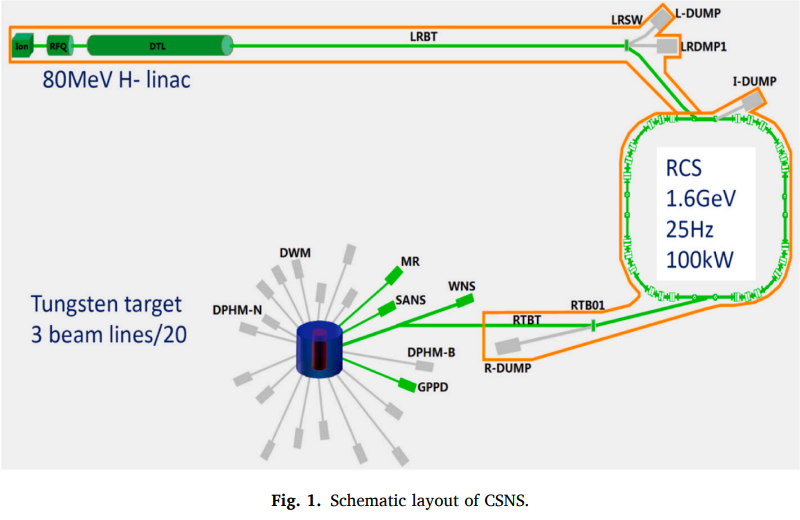 Ion
RFQ
DTL
LRBT
LRSW
L-DUMP
LRDMP1
80MeV H- linac
I-DUMP
RCS
1.6GeV
25Hz
100kW
DWM
MR
SANS
WNS
DPHM-N
Tungsten target
3 beam lines/20
RTB01
RTBT
R-DUMP
DPHM-B
GPPD
Fig. 1. Schematic layout of CSNS.